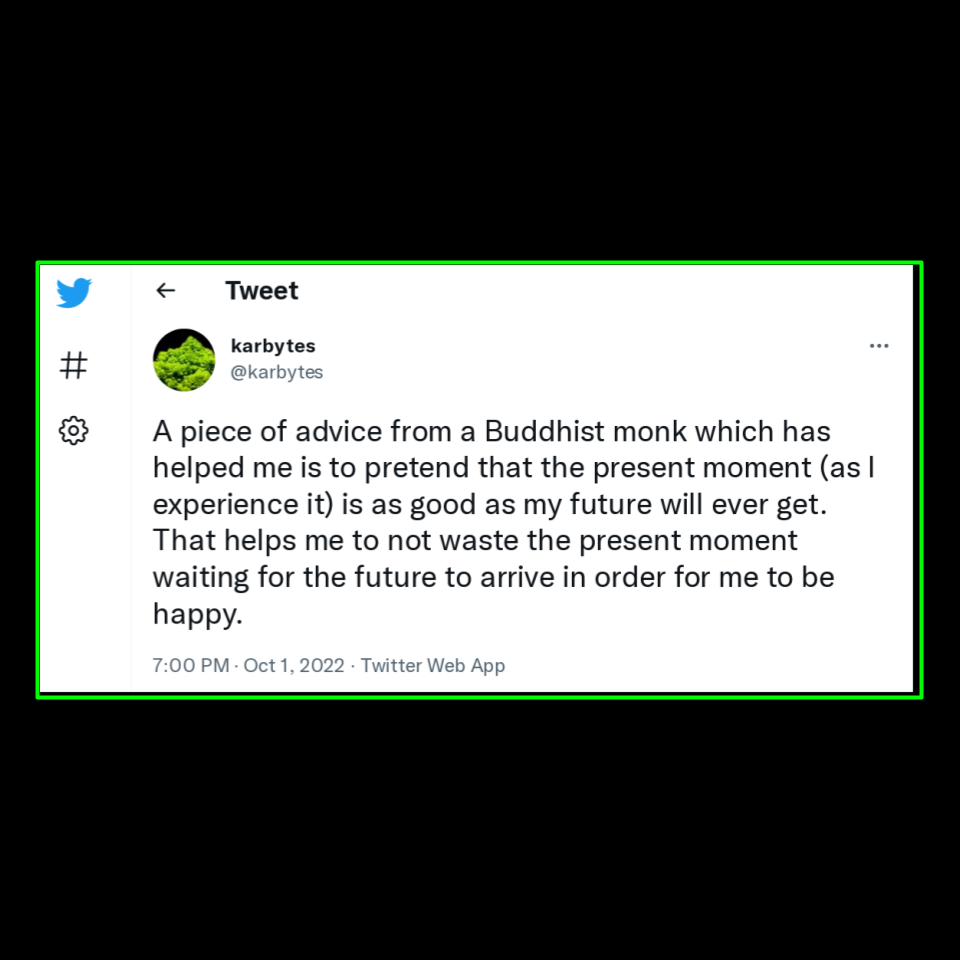 Tweet
karbytes
@karbytes
A piece of advice from a Buddhist monk which has
helped me is to pretend that the present moment (as I
experience it) is as good as my future will ever get.
That helps me to not waste the present moment
waiting for the future to arrive in order for me to be
happy.
7:00 PM · Oct 1, 2022 · Twitter Web App